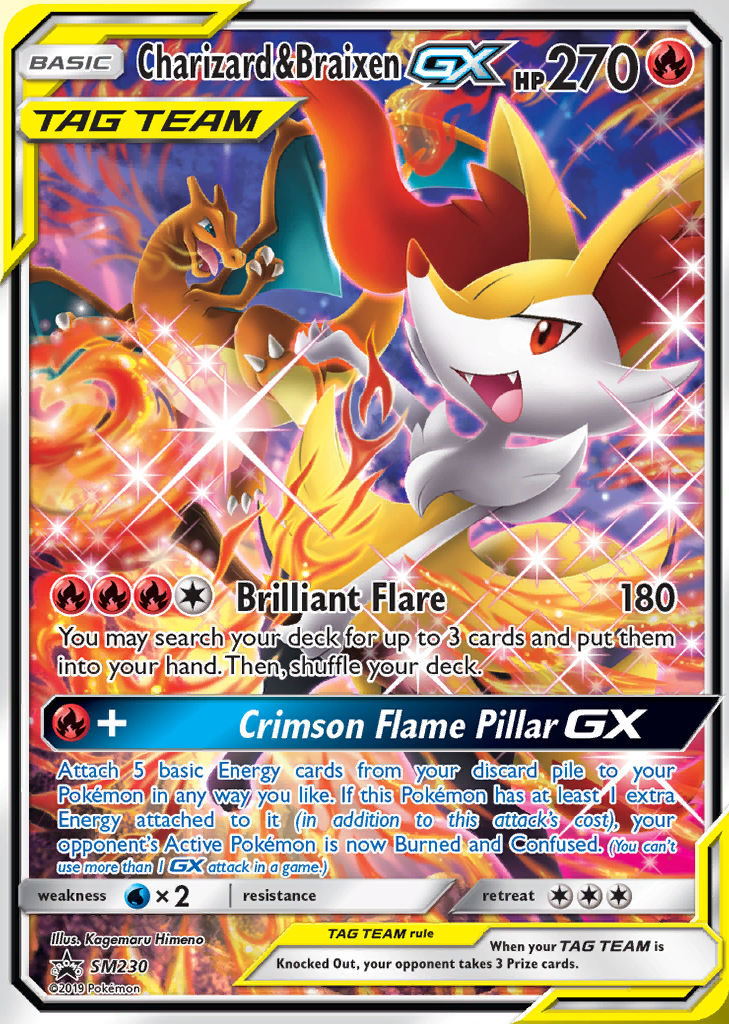 BASIC Charizard&Braixen GX HP270
TAG TEAM
Brilliant Flare 180
You may search your deck for up to 3 cards and put them
into your hand. Then, shuffle your deck.
+ Crimson Flame Pillar GX
Attach 5 basic Energy cards from your discard pile to your
Pokémon in any way you like. If this Pokémon has at least 1 extra
Energy attached to it (in addition to this attack's cost), your
opponent's Active Pokémon is now Burned and Confused. (You can't
use more than 1 GX attack in a game.)
weakness ×2 resistance retreat
Illus. Kagemaru Himeno
PROMO SM230
©2019 Pokémon
TAG TEAM rule
When your TAG TEAM is
Knocked Out, your opponent takes 3 Prize cards.